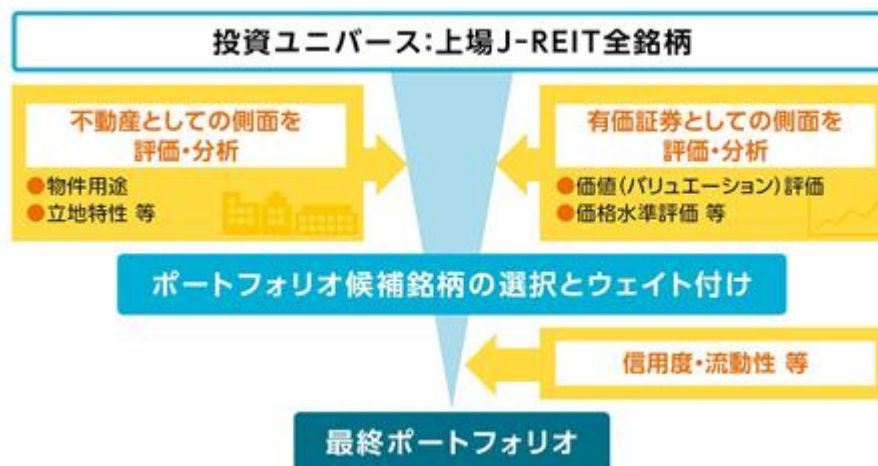 投資ユニバース:上場J-REIT全銘柄
不動産としての側面を
評価・分析
●物件用途
●立地特性 等
有価証券としての側面を
評価・分析
●価値(バリュエーション)評価
●価格水準評価 等
ポートフォリオ候補銘柄の選択とウェイト付け
信用度・流動性 等
最終ポートフォリオ